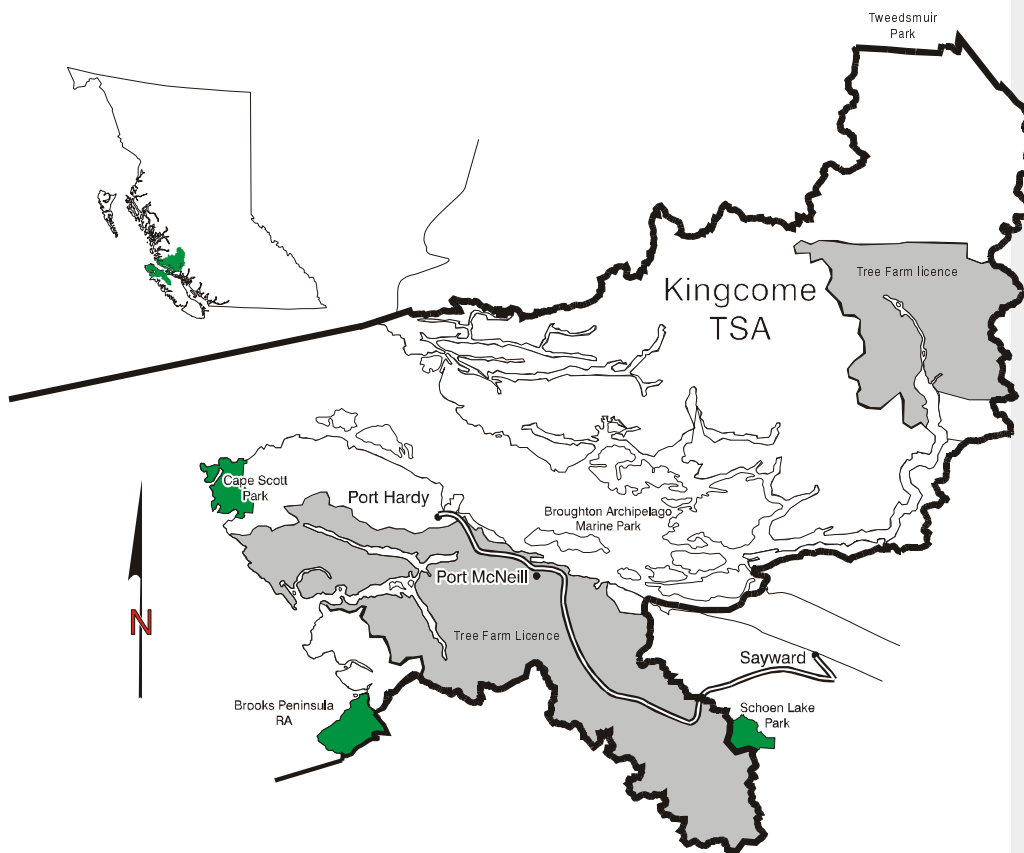 Tweedsmuir
Park
Tree Farm licence
Kingcome
TSA
Cape Scott
Park
Port Hardy
Broughton Archipelago
Marine Park
Port McNeill
N
Tree Farm Licence
Sayward
Brooks Peninsula
RA
Schoen Lake
Park